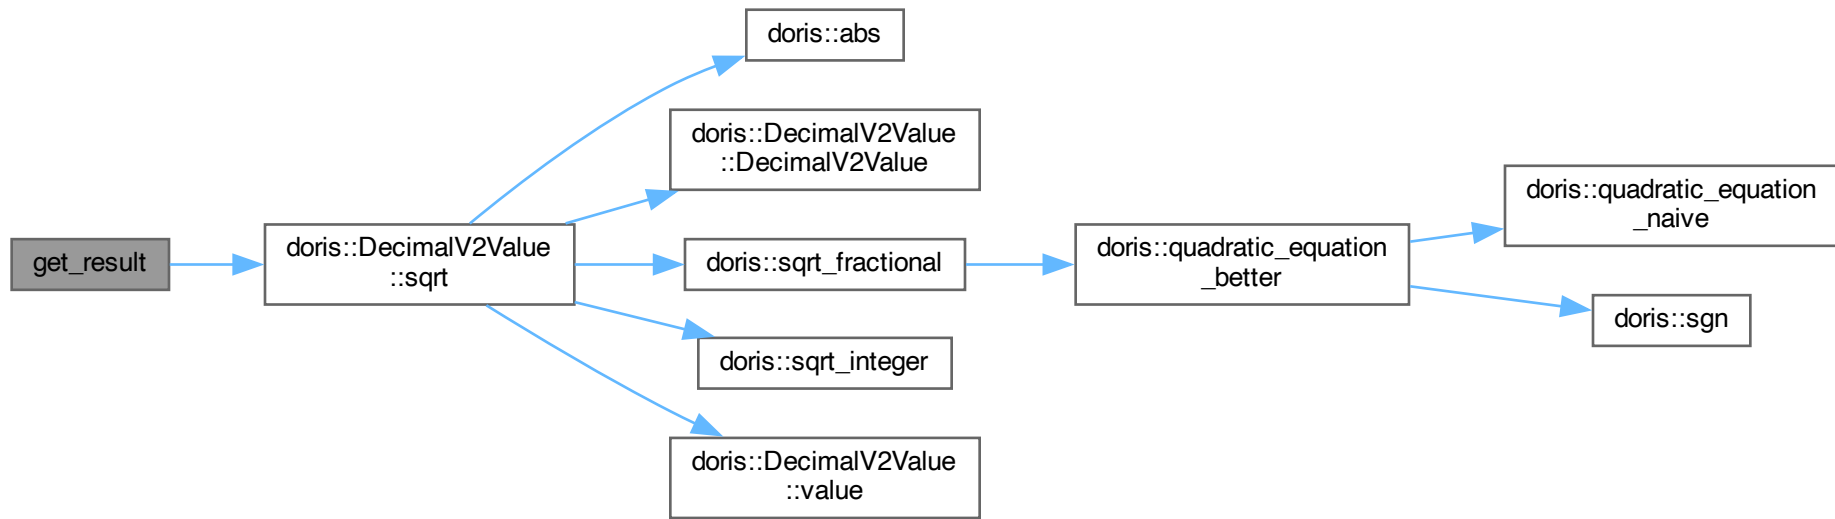 get_result
doris::DecimalV2Value
::sqrt
doris::abs
doris::DecimalV2Value
::DecimalV2Value
doris::sqrt_fractional
doris::sqrt_integer
doris::DecimalV2Value
::value
doris::quadratic_equation
_better
doris::quadratic_equation
_naive
doris::sgn